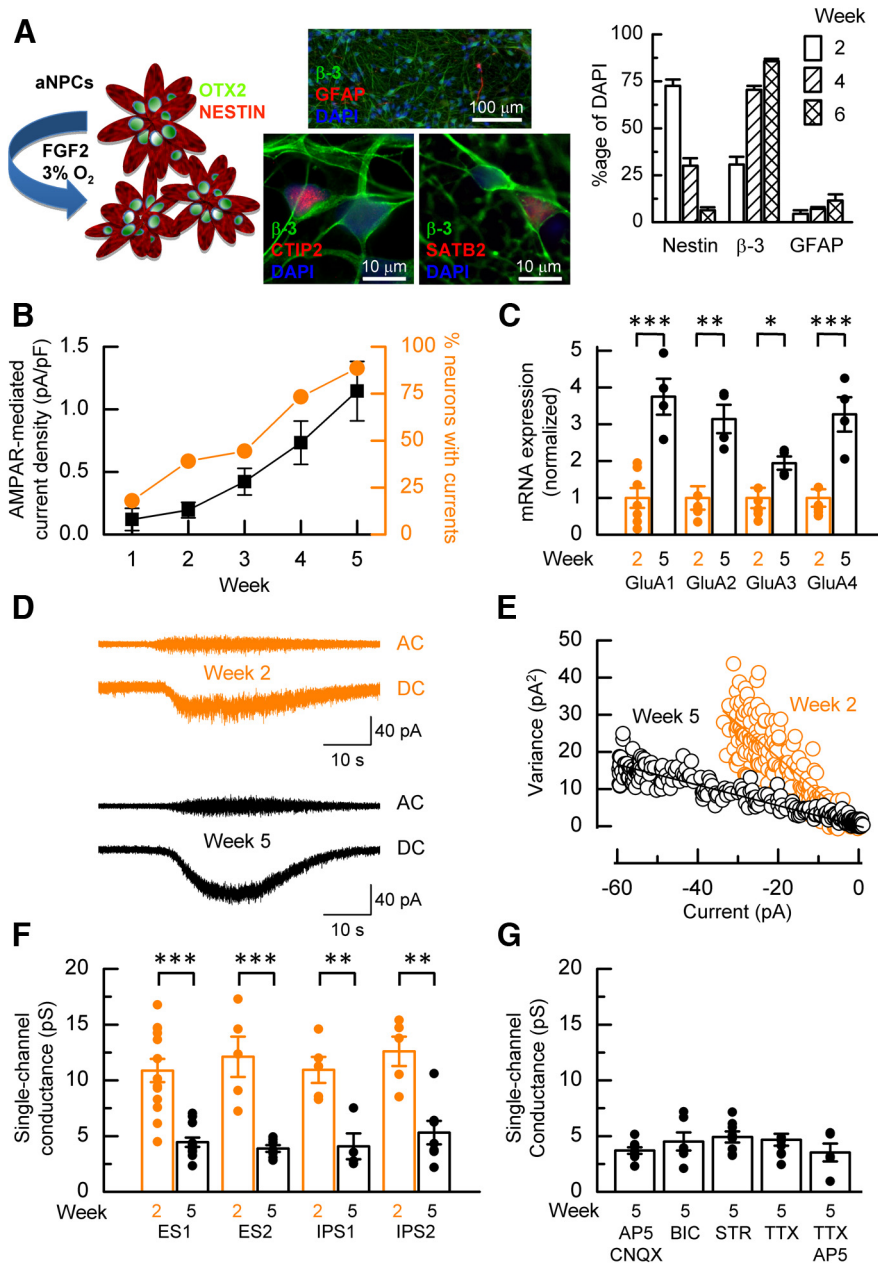 A
aNPCs
OTX2
NESTIN
FGF2
3% O2
β-3
GFAP
DAPI
100 μm
β-3
CTIP2
DAPI
10 μm
β-3
SATB2
DAPI
10 μm
%age of DAPI
75
50
25
0
Nestin β-3 GFAP
Week
2
4
6
B
AMPAR-mediated
current density (pA/pF)
1.5
1.0
0.5
0.0
100
75
50
25
0
% neurons with currents
1 2 3 4 5
Week
C
*** ** * ***
mRNA expression
(normalized)
5
4
3
2
1
0
Week 2 5 2 5 2 5 2 5
GluA1 GluA2 GluA3 GluA4
D
AC
Week 2
DC
40 pA
10 s
AC
Week 5
DC
40 pA
10 s
E
Variance (pA²)
50
40
30
20
10
0
Week 5
Week 2
-60 -40 -20 0
Current (pA)
F
*** *** ** **
Single-channel
conductance (pS)
20
15
10
5
0
Week 2 5 2 5 2 5 2 5
ES1 ES2 IPS1 IPS2
G
Single-channel
Conductance (pS)
20
15
10
5
0
Week 5 5 5 5 5
AP5 BIC STR TTX TTX
CNQX AP5